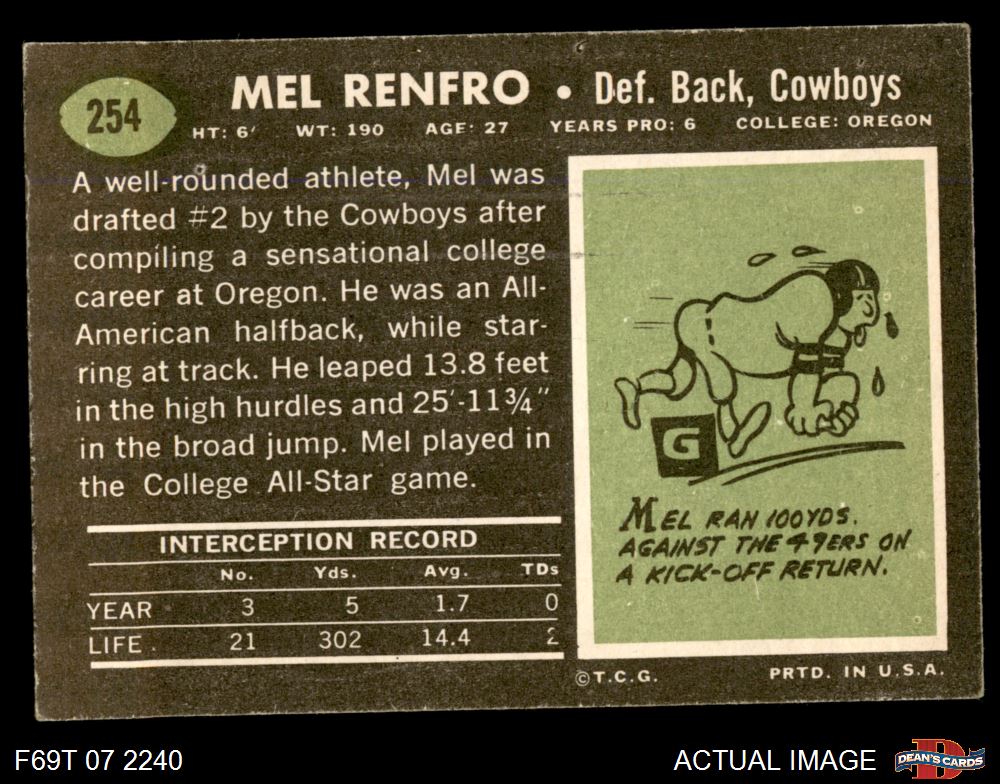 254
MEL RENFRO • Def. Back, Cowboys
HT: 6′ WT: 190 AGE: 27 YEARS PRO: 6 COLLEGE: OREGON
A well-rounded athlete, Mel was
drafted #2 by the Cowboys after
compiling a sensational college
career at Oregon. He was an All-
American halfback, while star-
ring at track. He leaped 13.8 feet
in the high hurdles and 25′-11¾″
in the broad jump. Mel played in
the College All-Star game.
INTERCEPTION RECORD
No. Yds. Avg. TDs
YEAR 3 5 1.7 0
LIFE . 21 302 14.4 2
G
MEL RAN 100YDS.
AGAINST THE 49ERS ON
A KICK-OFF RETURN.
©T.C.G. PRTD. IN U.S.A.
F69T 07 2240 ACTUAL IMAGE
D
DEAN'S CARDS